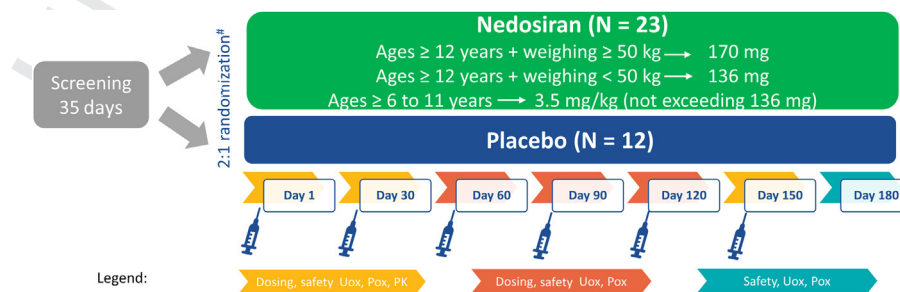 Screening
35 days
2:1 randomization#
Nedosiran (N = 23)
Ages ≥ 12 years + weighing ≥ 50 kg → 170 mg
Ages ≥ 12 years + weighing < 50 kg → 136 mg
Ages ≥ 6 to 11 years → 3.5 mg/kg (not exceeding 136 mg)
Placebo (N = 12)
Day 1
Day 30
Day 60
Day 90
Day 120
Day 150
Day 180
Legend:
Dosing, safety Uox, Pox, PK
Dosing, safety Uox, Pox
Safety, Uox, Pox